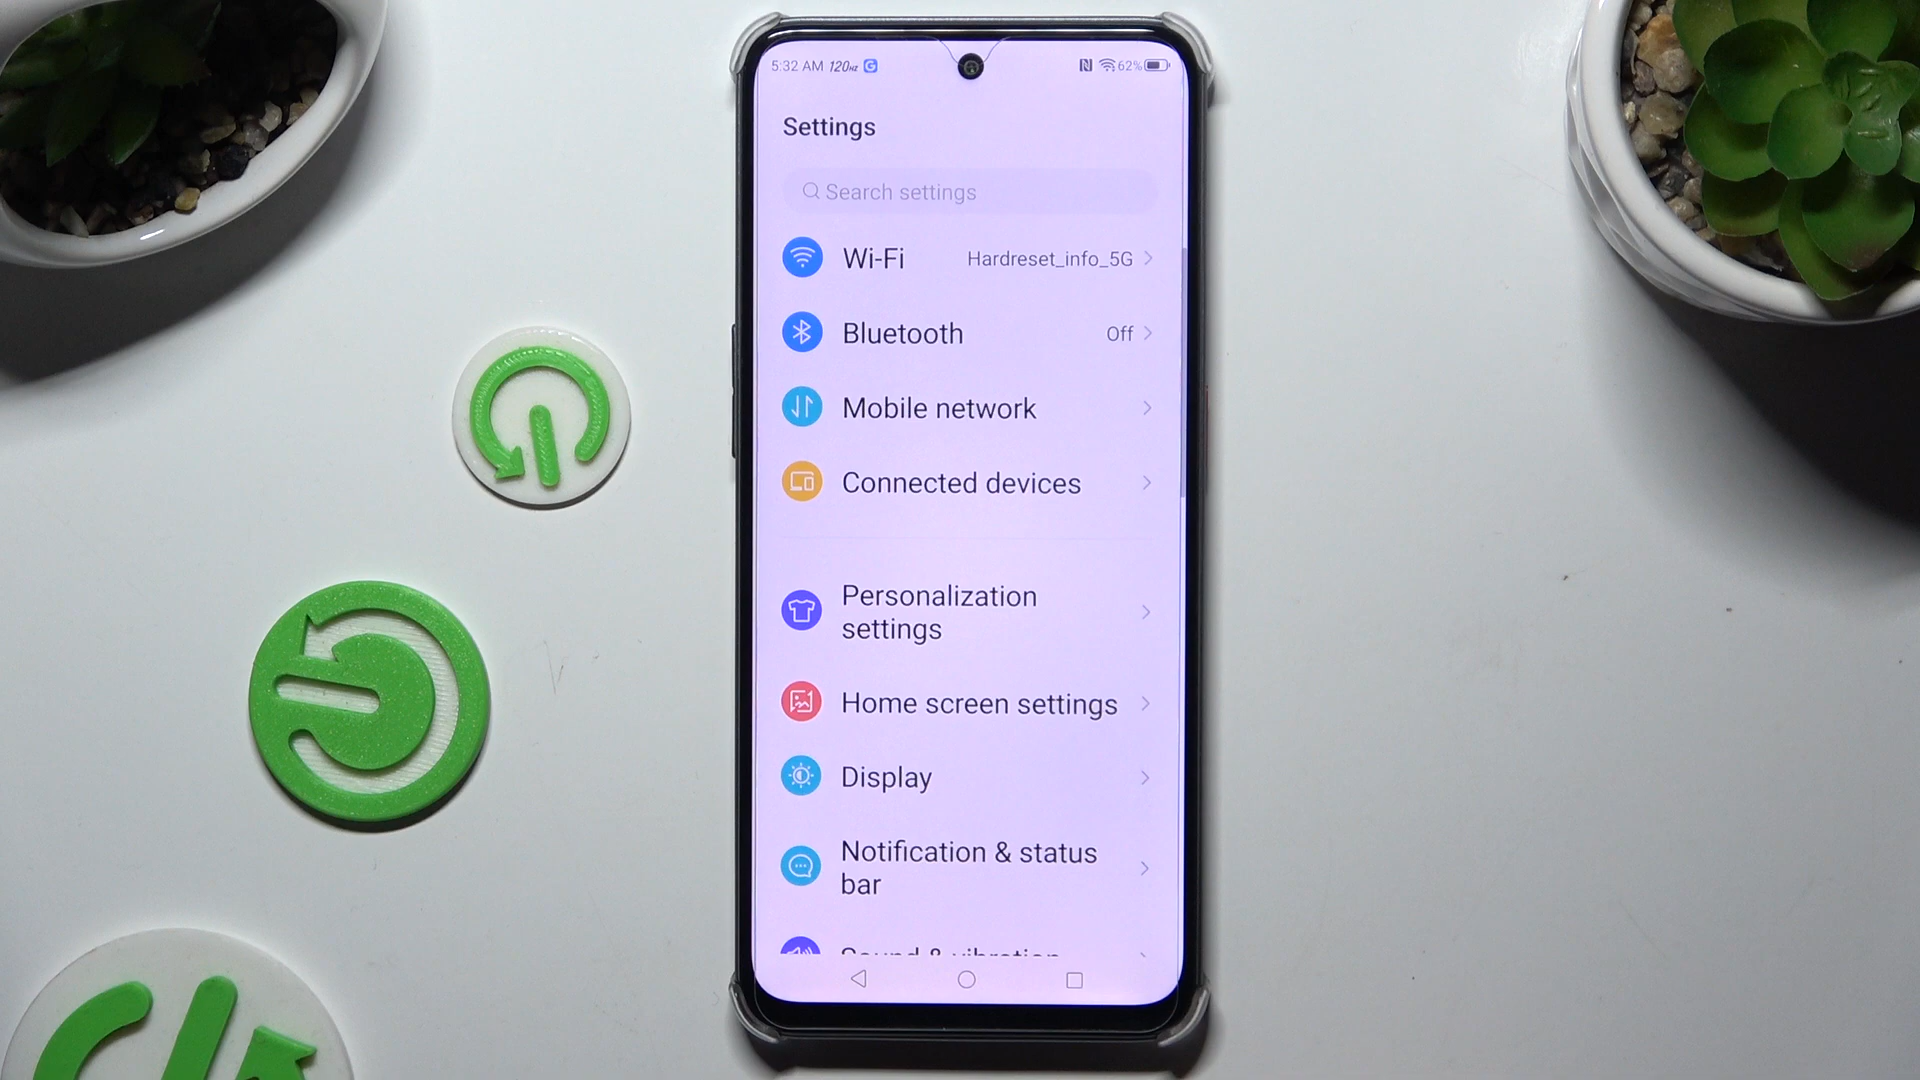 5:32 AM 120Hz G N 62%
Settings
Search settings
Wi-Fi Hardreset_info_5G
Bluetooth Off
Mobile network
Connected devices
Personalization
settings
Home screen settings
Display
Notification & status
bar
Sound & vibration